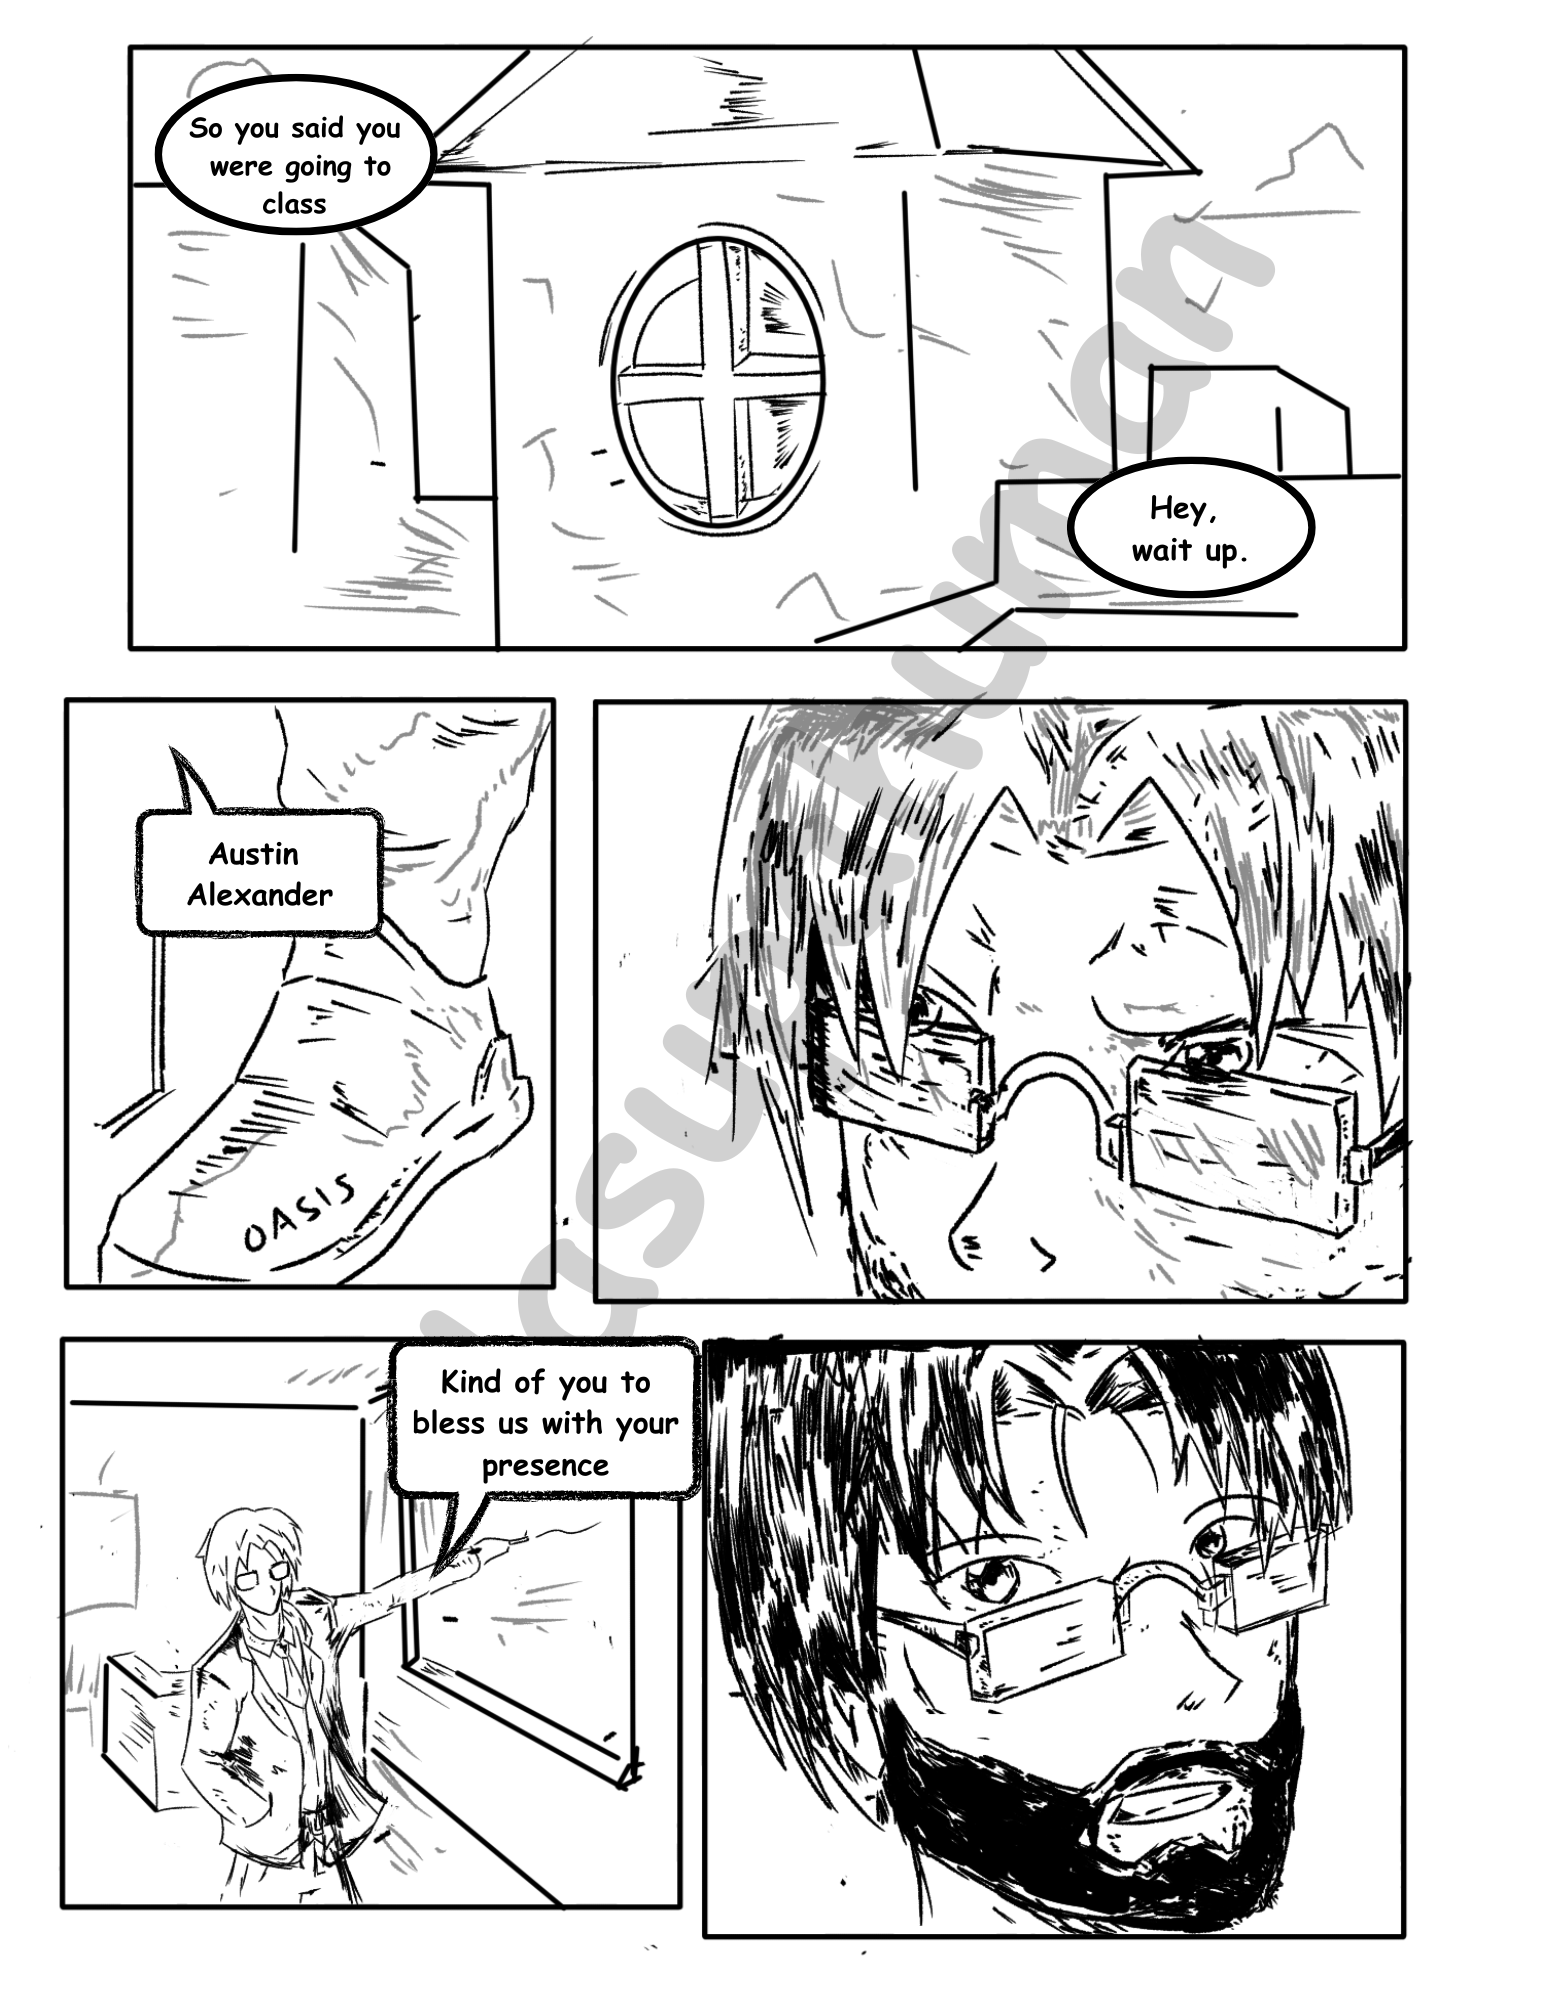 So you said you
were going to
class
Hey,
wait up.
Austin
Alexander
OASIS
Kind of you to
bless us with your
presence